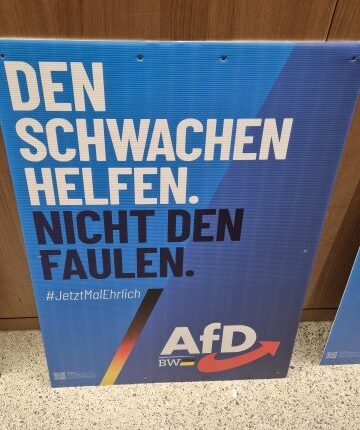 DEN
SCHWACHEN
HELFEN.
NICHT DEN
FAULEN.
#JetztMalEhrlich
AfD
BW